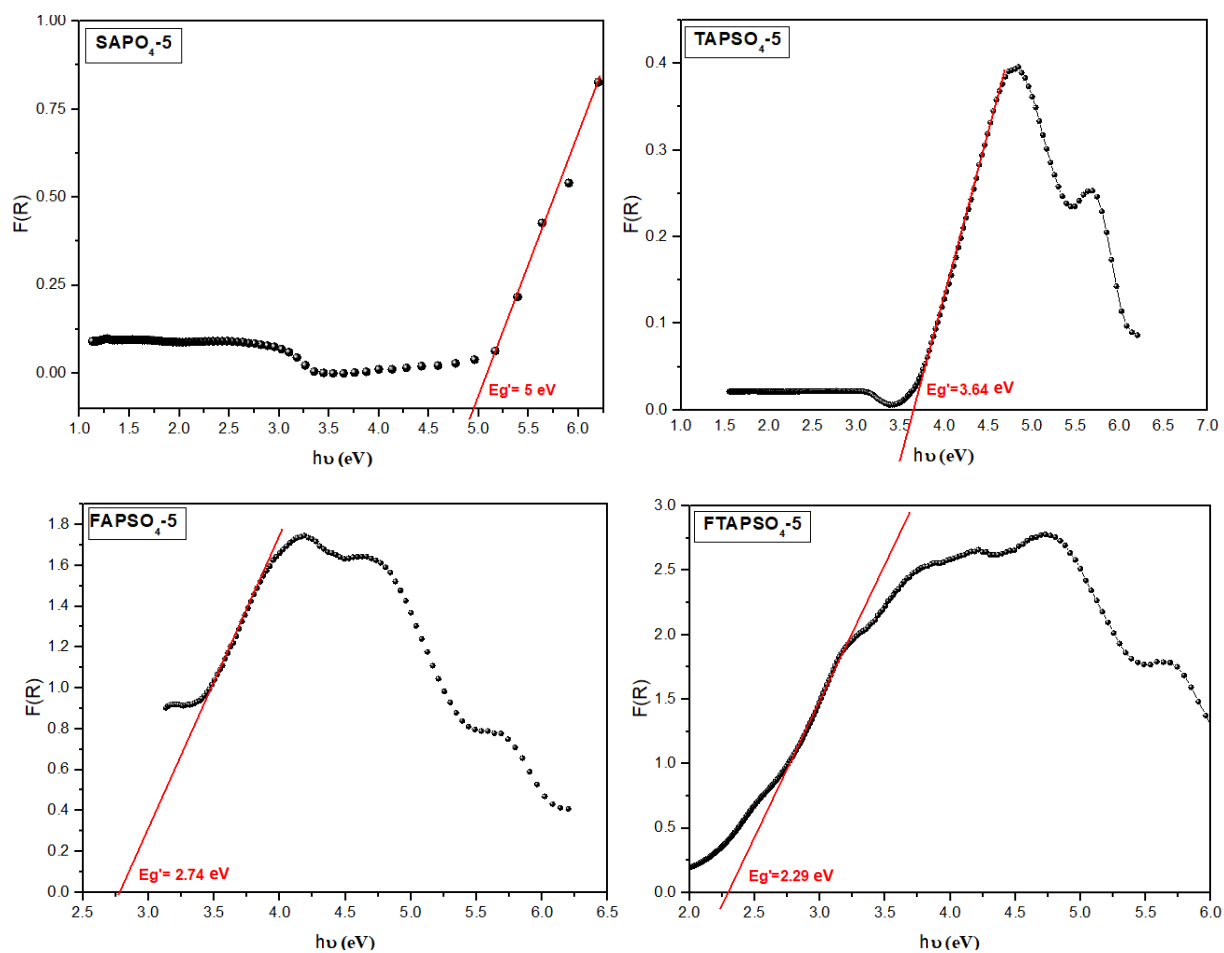 SAPO4-5
F(R)
1.00
0.75
0.50
0.25
0.00
Eg'= 5 eV
1.0 1.5 2.0 2.5 3.0 3.5 4.0 4.5 5.0 5.5 6.0
hυ (eV)
TAPSO4-5
F(R)
0.4
0.3
0.2
0.1
0.0
Eg'=3.64 eV
1.0 1.5 2.0 2.5 3.0 3.5 4.0 4.5 5.0 5.5 6.0 6.5 7.0
hυ (eV)
FAPSO4-5
F(R)
1.8
1.6
1.4
1.2
1.0
0.8
0.6
0.4
0.2
0.0
Eg'= 2.74 eV
2.5 3.0 3.5 4.0 4.5 5.0 5.5 6.0 6.5
hυ (eV)
FTAPSO4-5
F(R)
3.0
2.5
2.0
1.5
1.0
0.5
0.0
Eg'=2.29 eV
2.0 2.5 3.0 3.5 4.0 4.5 5.0 5.5 6.0
hυ (eV)